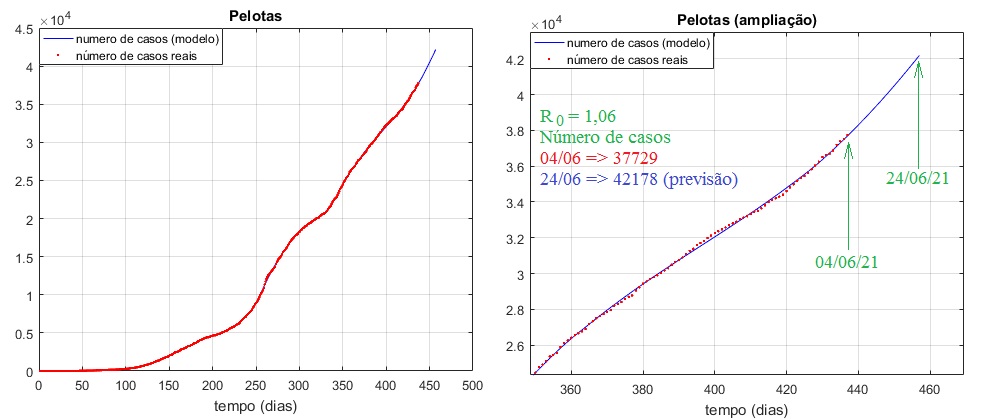 Pelotas
×10^4
numero de casos (modelo)
número de casos reais
4.5
4
3.5
3
2.5
2
1.5
1
0.5
0
0 50 100 150 200 250 300 350 400 450 500
tempo (dias)
Pelotas (ampliação)
×10^4
numero de casos (modelo)
número de casos reais
4.2
4
3.8
3.6
3.4
3.2
3
2.8
2.6
R0 = 1,06
Número de casos
04/06 => 37729
24/06 => 42178 (previsão)
24/06/21
04/06/21
360 380 400 420 440 460
tempo (dias)